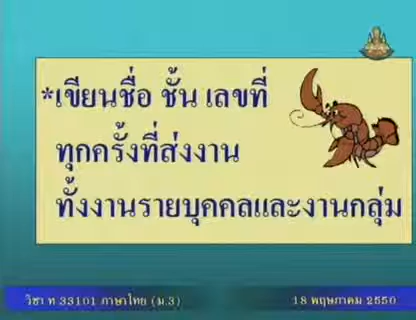 *เขียนชื่อ ชั้น เลขที่
ทุกครั้งที่ส่งงาน
ทั้งงานรายบุคคลและงานกลุ่ม
วิชา ท 33101 ภาษาไทย (ม.3) 18 พฤษภาคม 2550